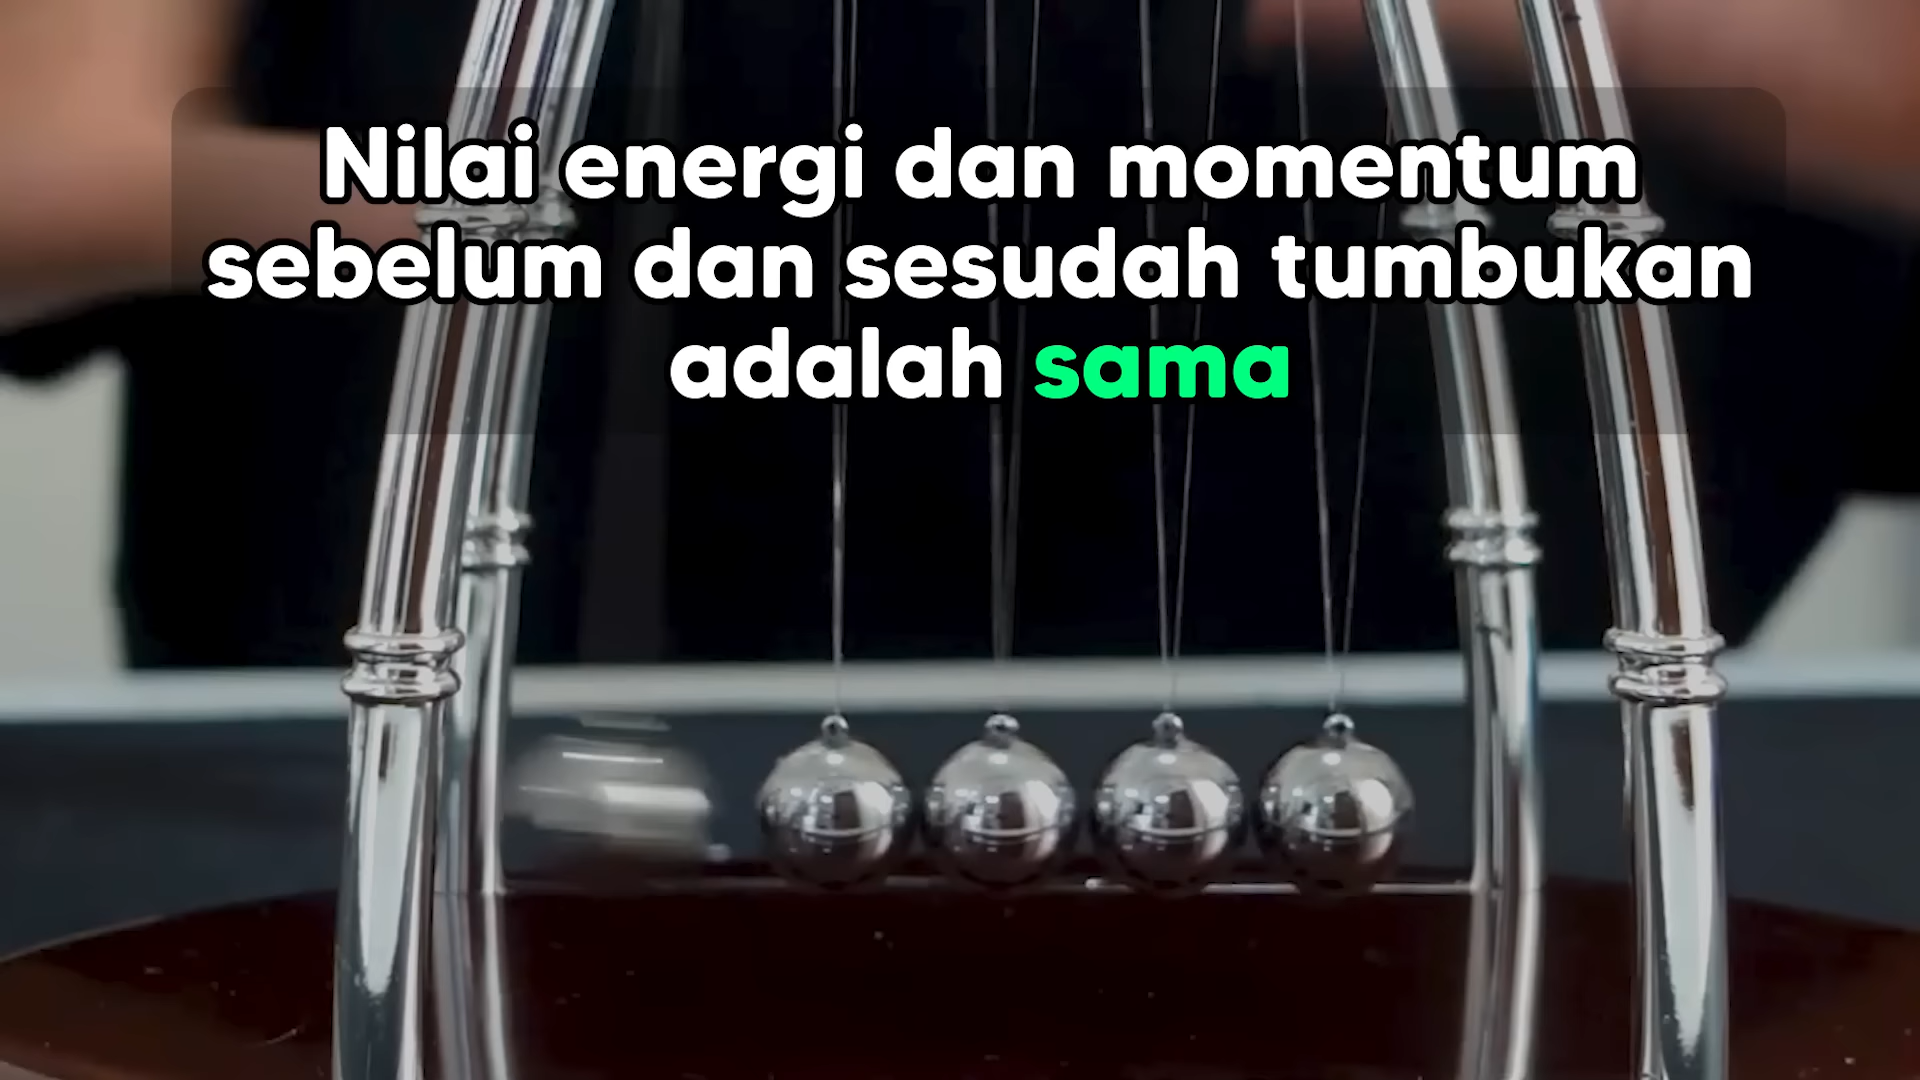 Nilai energi dan momentum
sebelum dan sesudah tumbukan
adalah sama